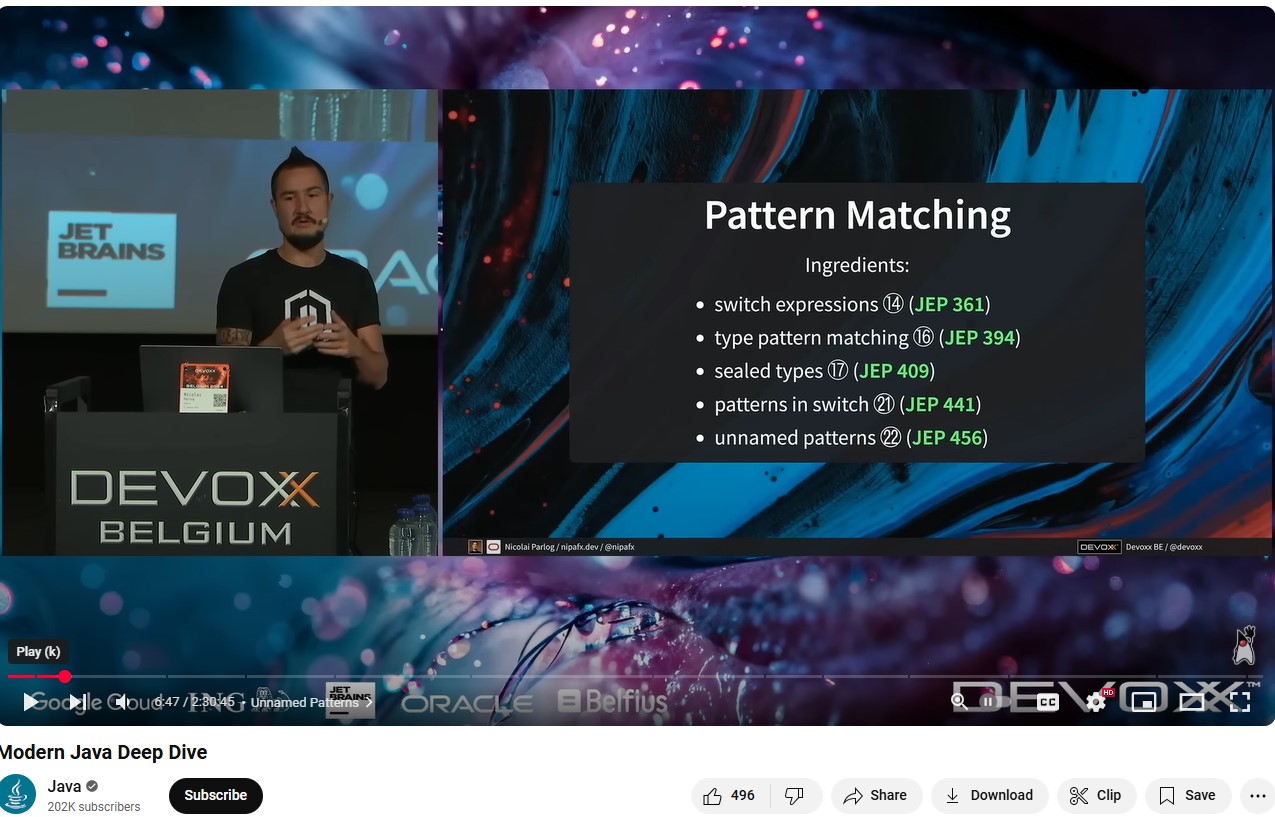 JET
BRAINS
DEVOXX
BELGIUM
Pattern Matching
Ingredients:
• switch expressions ⑭ (JEP 361)
• type pattern matching ⑯ (JEP 394)
• sealed types ⑰ (JEP 409)
• patterns in switch ㉑ (JEP 441)
• unnamed patterns ㉒ (JEP 456)
Nicolai Parlog / nipafx.dev / @nipafx
DEVOXX
Devoxx BE / @devoxx
Play (k)
Google Cloud
ING
JET
BRAINS
ORACLE
Belfius
DEVOXX™
6:47 / 2:30:45 • Unnamed Patterns
CC
HD
Modern Java Deep Dive
Java
202K subscribers
Subscribe
496
Share
Download
Clip
Save